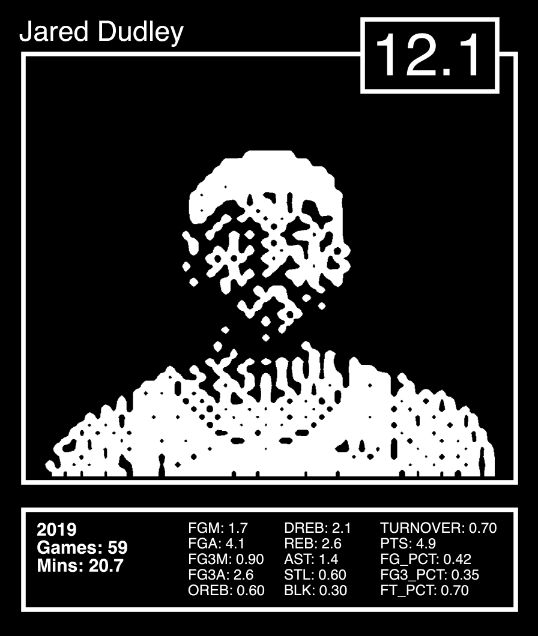 Jared Dudley
12.1
2019
Games: 59
Mins: 20.7
FGM: 1.7
FGA: 4.1
FG3M: 0.90
FG3A: 2.6
OREB: 0.60
DREB: 2.1
REB: 2.6
AST: 1.4
STL: 0.60
BLK: 0.30
TURNOVER: 0.70
PTS: 4.9
FG_PCT: 0.42
FG3_PCT: 0.35
FT_PCT: 0.70